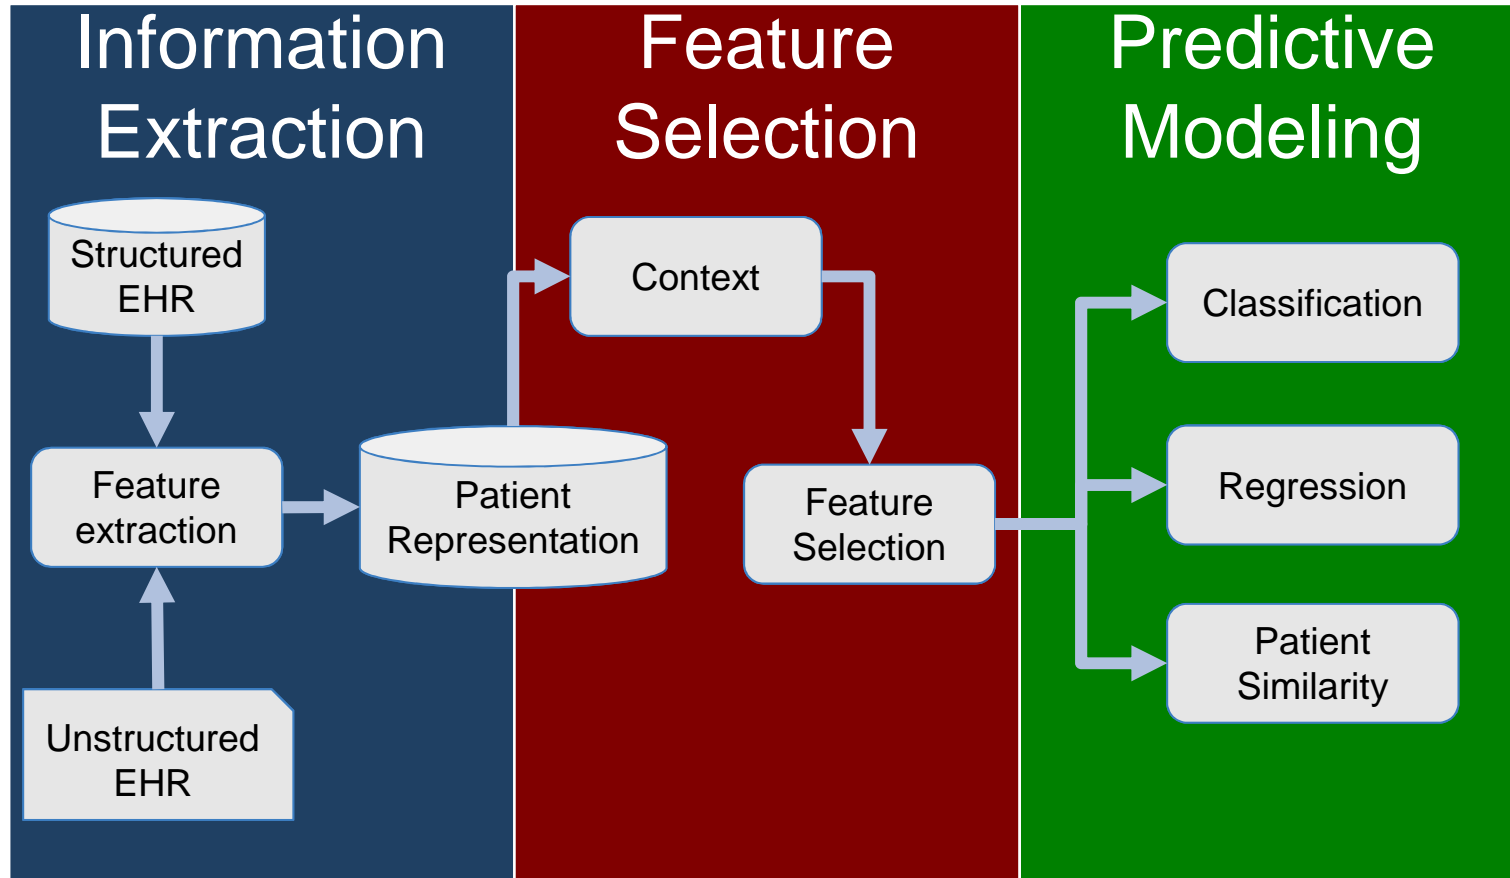 Information
Extraction
Feature
Selection
Predictive
Modeling
Structured
EHR
Feature
extraction
Unstructured
EHR
Patient
Representation
Context
Feature
Selection
Classification
Regression
Patient
Similarity